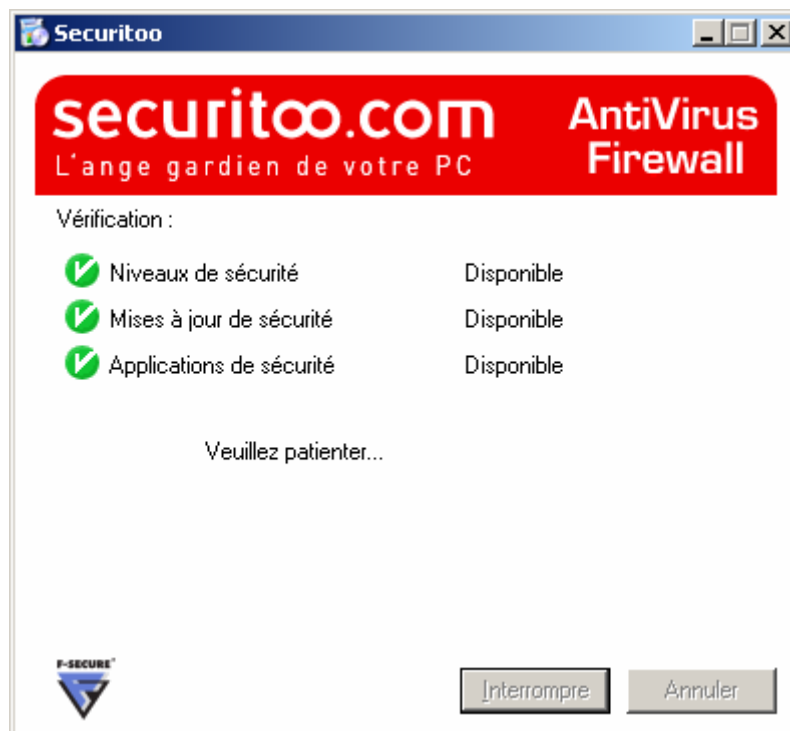 Securitoo
securitoo.com
L'ange gardien de votre PC
AntiVirus
Firewall
Vérification :
Niveaux de sécurité Disponible
Mises à jour de sécurité Disponible
Applications de sécurité Disponible
Veuillez patienter...
F-SECURE®
Interrompre Annuler